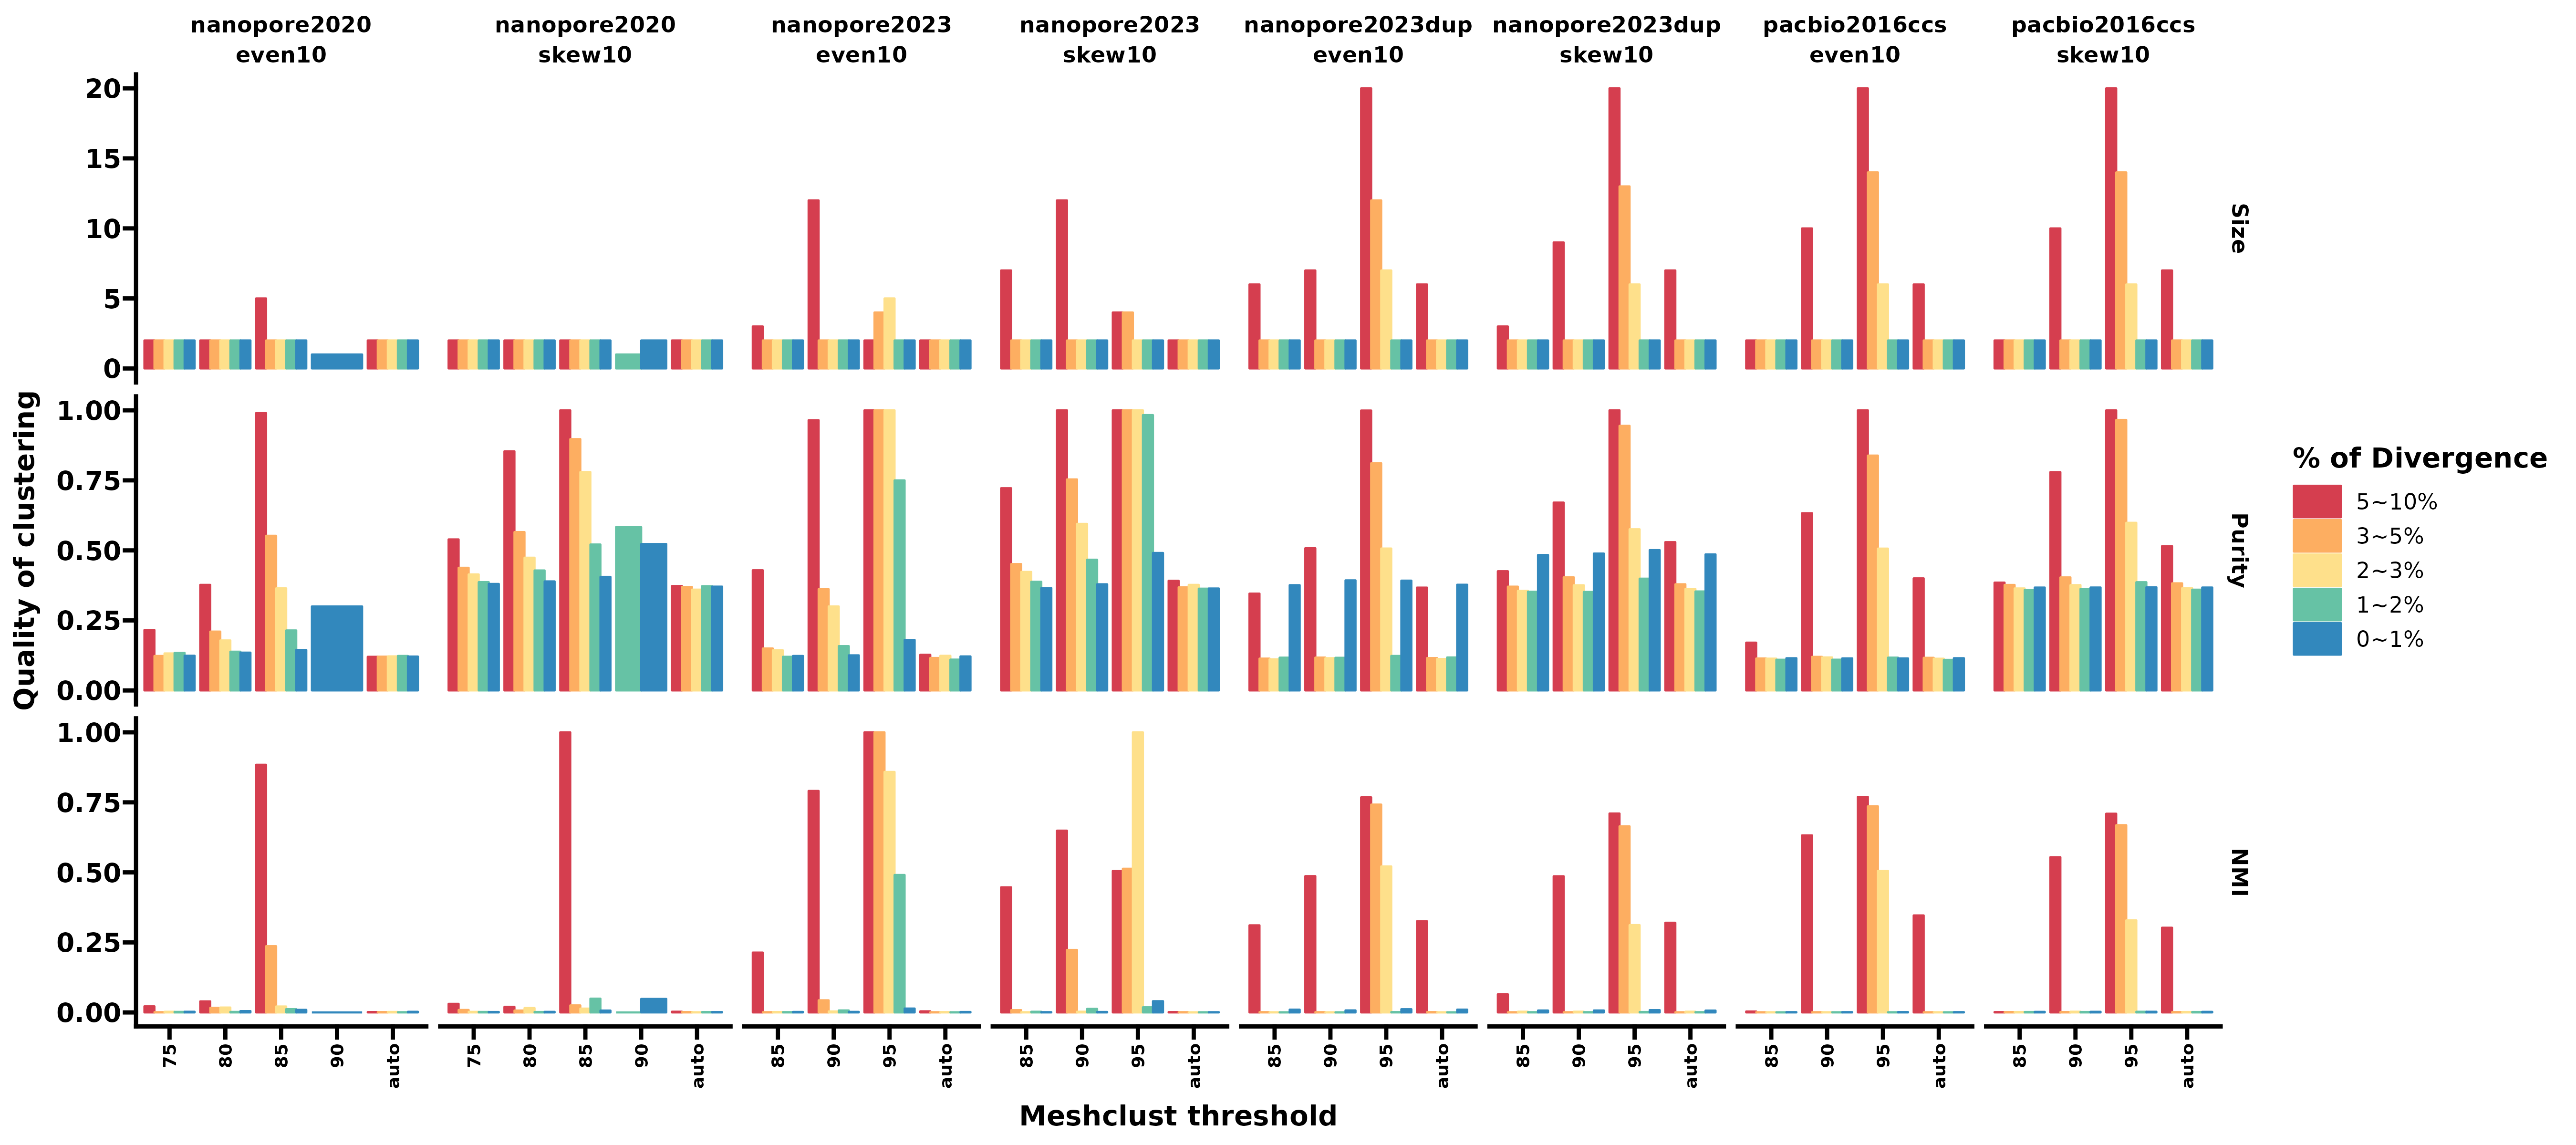 nanopore2020 nanopore2020 nanopore2023 nanopore2023 nanopore2023dup nanopore2023dup pacbio2016ccs pacbio2016ccs
even10 skew10 even10 skew10 even10 skew10 even10 skew10
20
15
10
5
0
Size
1.00
0.75
0.50
0.25
0.00
Purity
1.00
0.75
0.50
0.25
0.00
NMI
Quality of clustering
75 80 85 90 auto 75 80 85 90 auto 85 90 95 auto 85 90 95 auto 85 90 95 auto 85 90 95 auto 85 90 95 auto 85 90 95 auto
Meshclust threshold
% of Divergence
5~10%
3~5%
2~3%
1~2%
0~1%